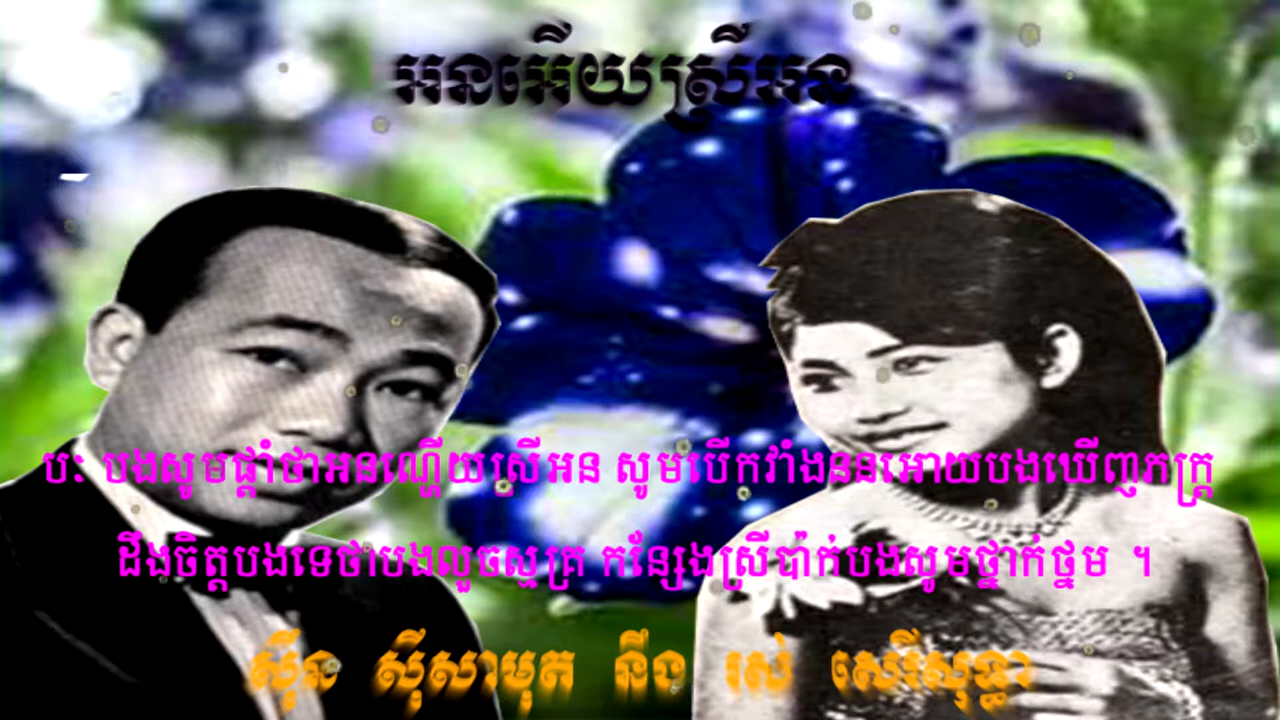 អនអើយស្រីអន
ប: បងសូមផ្ដាំថាអនណ្ហើយស្រីអន សូមបើកវាំងននអោយបងឃើញភក្ត្រ
ដឹងចិត្តបងទេថាបងលួចស្មគ្រ កន្សែងស្រីប៉ាក់បងសូមថ្នាក់ថ្នម ។
ស៊ីន ស៊ីសាមុត នឹង រស់ សេរីសុទ្ធា